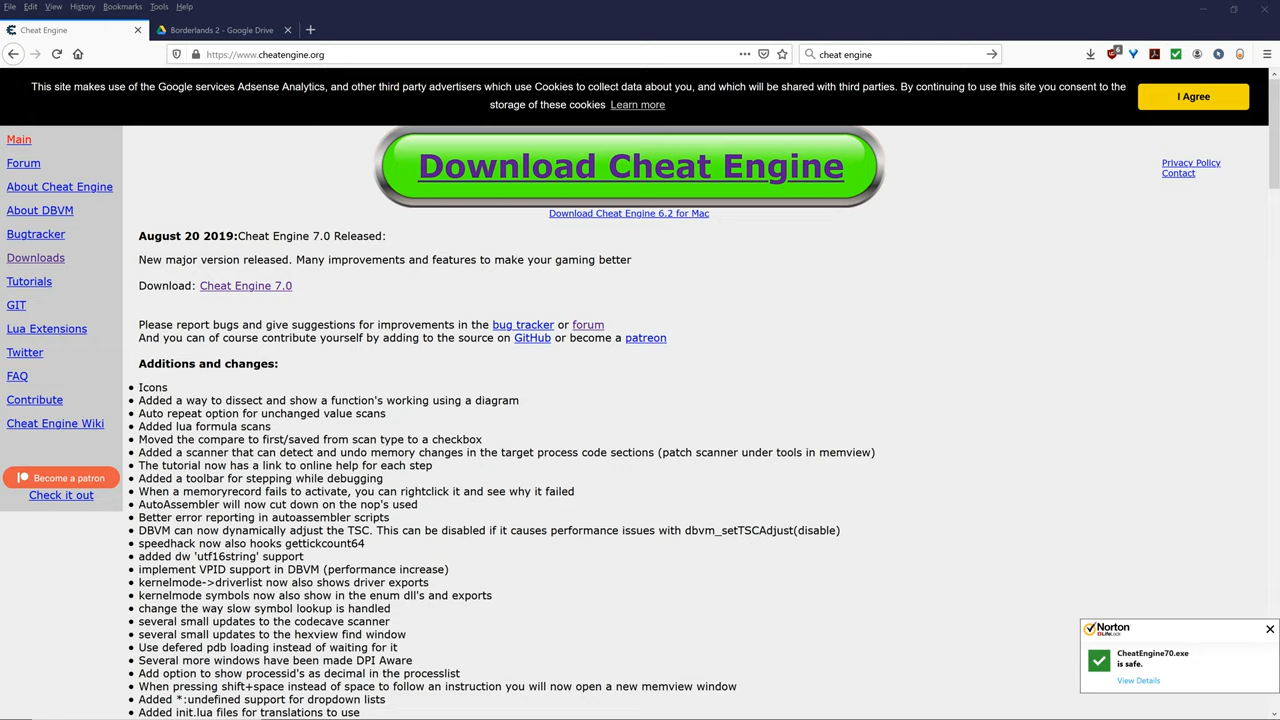 File Edit View History Bookmarks Tools Help
Cheat Engine
Borderlands 2 - Google Drive
https://www.cheatengine.org
cheat engine
This site makes use of the Google services Adsense Analytics, and other third party advertisers which use Cookies to collect data about you, and which will be shared with third parties. By continuing to use this site you consent to the
storage of these cookies Learn more
I Agree
Main
Forum
About Cheat Engine
About DBVM
Bugtracker
Downloads
Tutorials
GIT
Lua Extensions
Twitter
FAQ
Contribute
Cheat Engine Wiki
Become a patron
Check it out
Download Cheat Engine
Download Cheat Engine 6.2 for Mac
Privacy Policy
Contact
August 20 2019:Cheat Engine 7.0 Released:
New major version released. Many improvements and features to make your gaming better
Download: Cheat Engine 7.0
Please report bugs and give suggestions for improvements in the bug tracker or forum
And you can of course contribute yourself by adding to the source on GitHub or become a patreon
Additions and changes:
• Icons
• Added a way to dissect and show a function's working using a diagram
• Auto repeat option for unchanged value scans
• Added lua formula scans
• Moved the compare to first/saved from scan type to a checkbox
• Added a scanner that can detect and undo memory changes in the target process code sections (patch scanner under tools in memview)
• The tutorial now has a link to online help for each step
• Added a toolbar for stepping while debugging
• When a memoryrecord fails to activate, you can rightclick it and see why it failed
• AutoAssembler will now cut down on the nop's used
• Better error reporting in autoassembler scripts
• DBVM can now dynamically adjust the TSC. This can be disabled if it causes performance issues with dbvm_setTSCAdjust(disable)
• speedhack now also hooks gettickcount64
• added dw 'utf16string' support
• implement VPID support in DBVM (performance increase)
• kernelmode->driverlist now also shows driver exports
• kernelmode symbols now also show in the enum dll's and exports
• change the way slow symbol lookup is handled
• several small updates to the codecave scanner
• several small updates to the hexview find window
• Use defered pdb loading instead of waiting for it
• Several more windows have been made DPI Aware
• Add option to show processid's as decimal in the processlist
• When pressing shift+space instead of space to follow an instruction you will now open a new memview window
• Added *:undefined support for dropdown lists
• Added init.lua files for translations to use
Norton
LifeLock
CheatEngine70.exe
is safe.
View Details